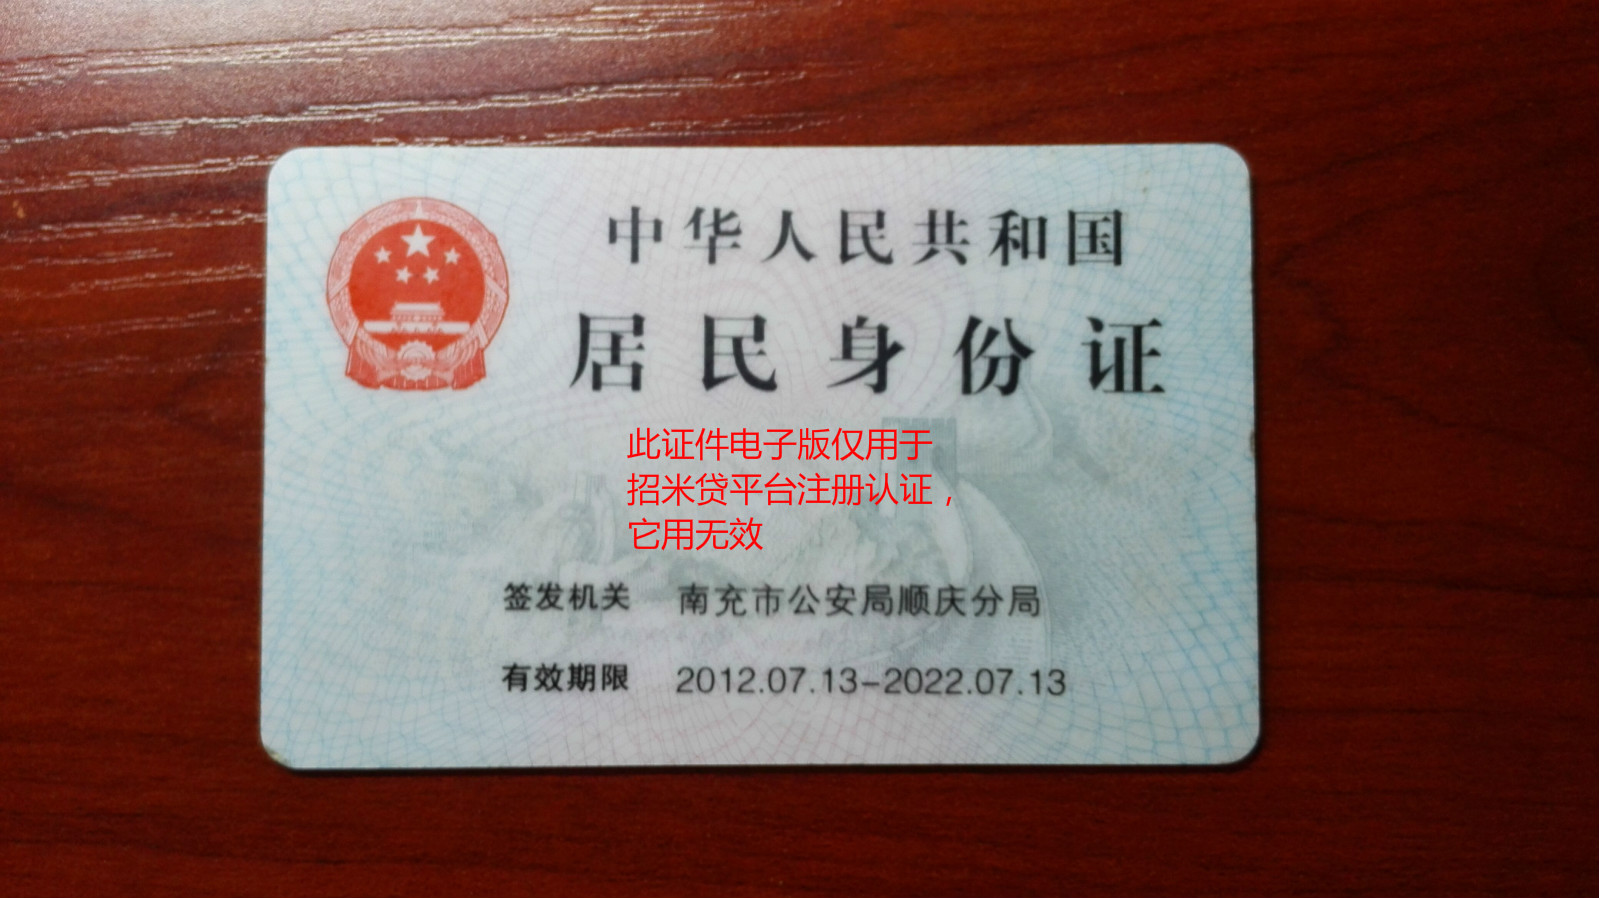 中华人民共和国
居民身份证
此证件电子版仅用于
招米贷平台注册认证，
它用无效
签发机关 南充市公安局顺庆分局
有效期限 2012.07.13-2022.07.13